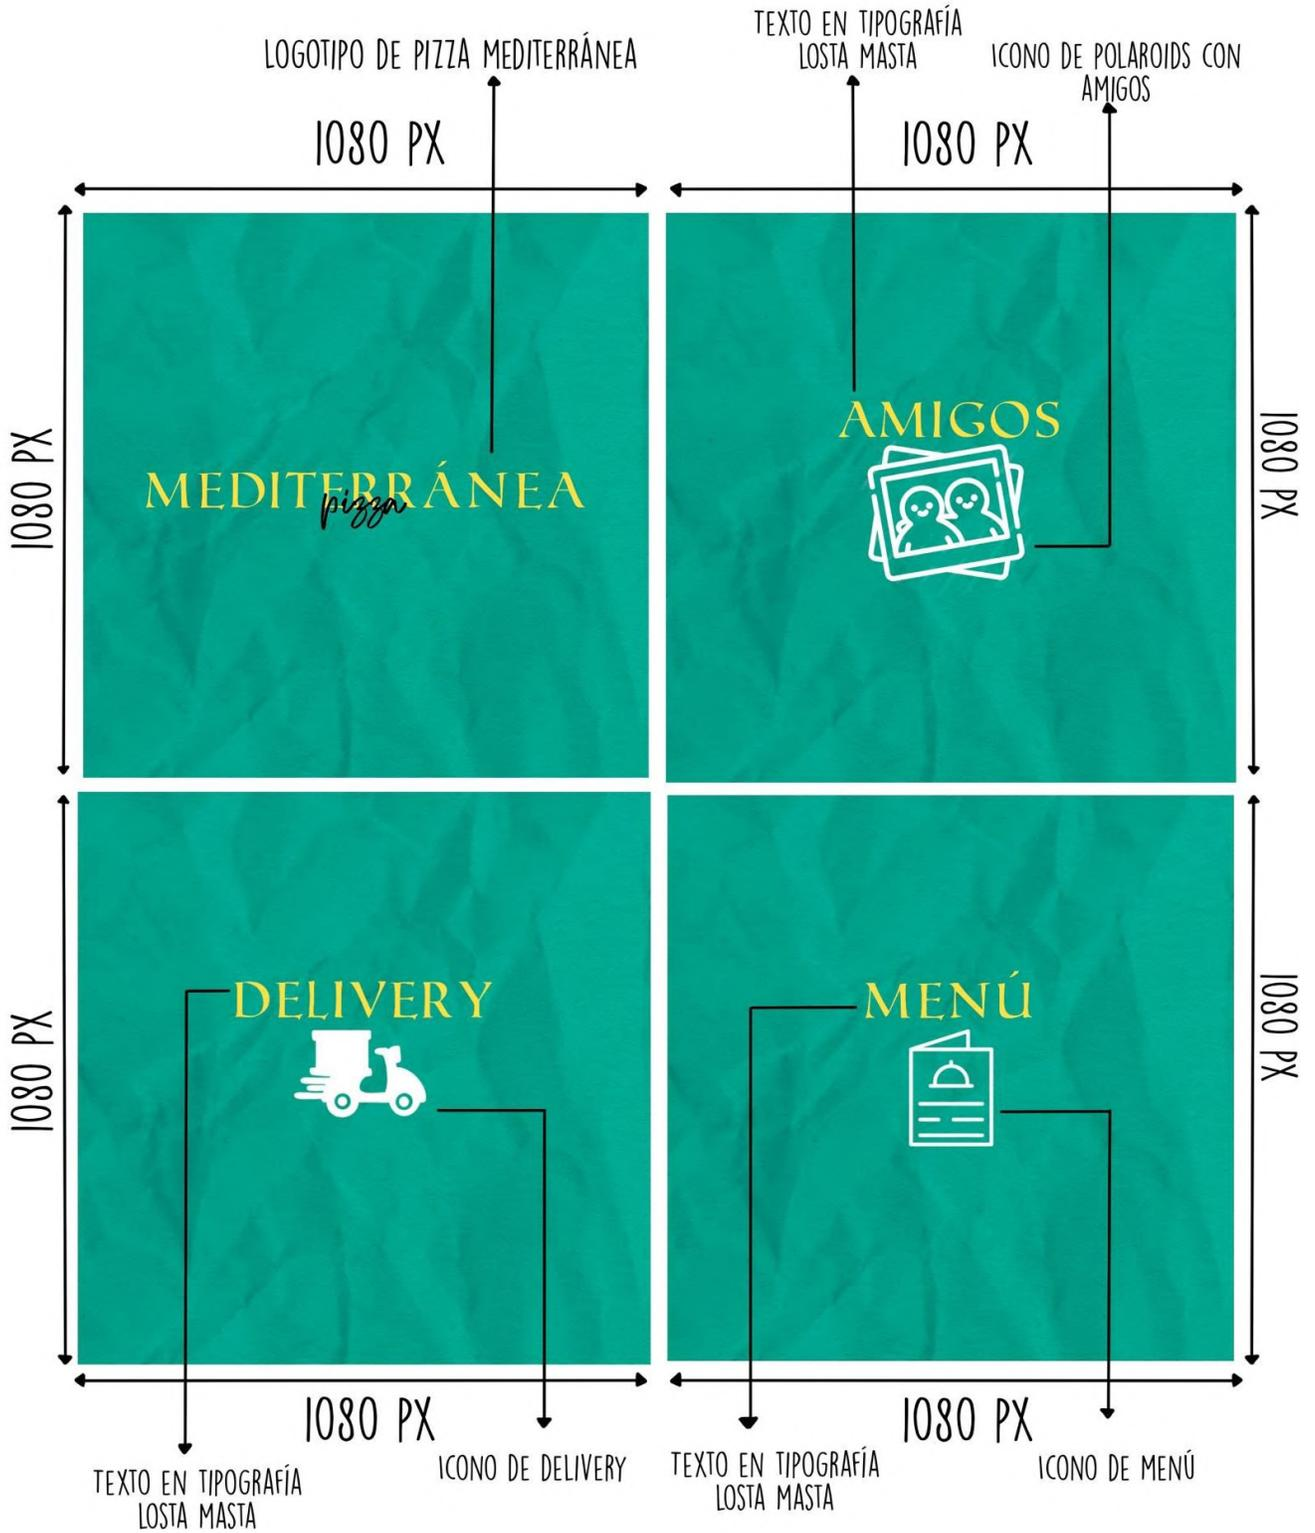 LOGOTIPO DE PIZZA MEDITERRÁNEA
TEXTO EN TIPOGRAFÍA
LOSTA MASTA
ICONO DE POLAROIDS CON
AMIGOS
1080 PX
1080 PX
1080 PX
MEDITERRÁNEA
pizza
AMIGOS
1080 PX
1080 PX
DELIVERY
MENÚ
1080 PX
1080 PX
1080 PX
TEXTO EN TIPOGRAFÍA
LOSTA MASTA
ICONO DE DELIVERY
TEXTO EN TIPOGRAFÍA
LOSTA MASTA
ICONO DE MENÚ